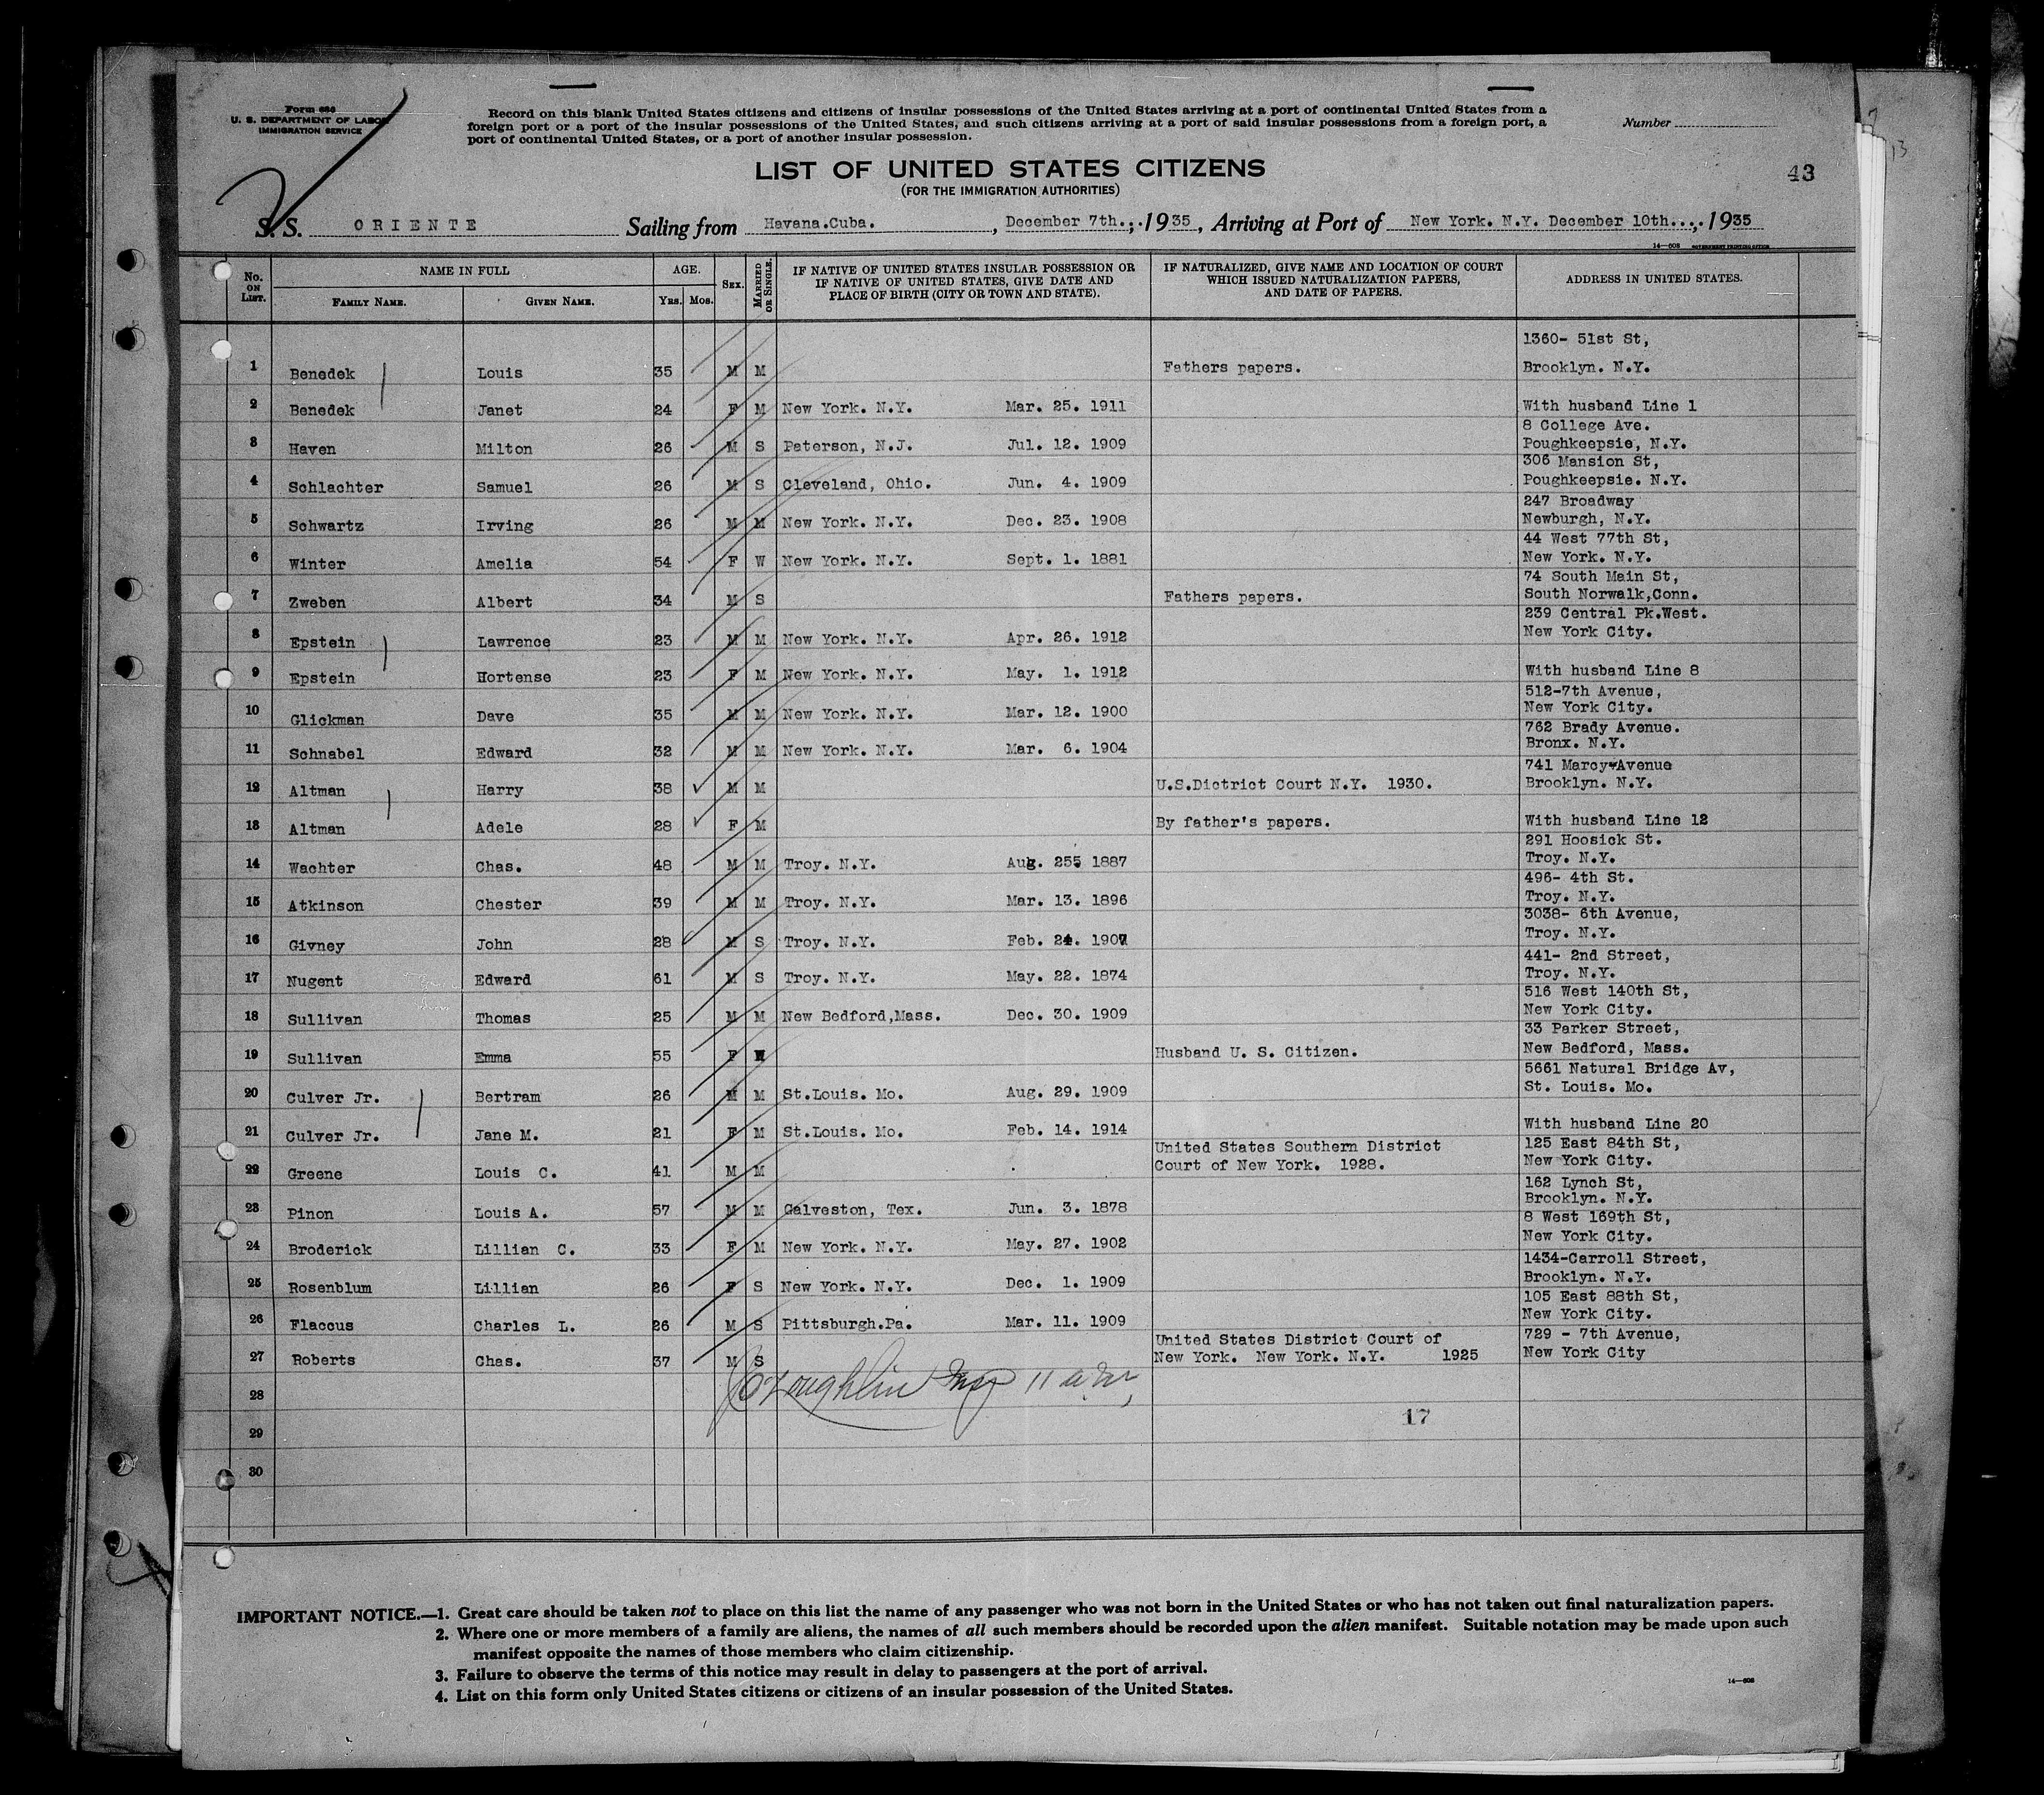 Form 686
U. S. DEPARTMENT OF LABOR
IMMIGRATION SERVICE
Record on this blank United States citizens and citizens of insular possessions of the United States arriving at a port of continental United States from a
foreign port or a port of the insular possessions of the United States, and such citizens arriving at a port of said insular possessions from a foreign port, a
port of continental United States, or a port of another insular possession.
Number
LIST OF UNITED STATES CITIZENS
(FOR THE IMMIGRATION AUTHORITIES)
43
S. S. ORIENTE Sailing from Havana.Cuba. , December 7th.; 1935, Arriving at Port of New York. N.Y. December 10th..., 1935
14—608 GOVERNMENT PRINTING OFFICE
No. ON LIST. NAME IN FULL AGE. SEX. MARRIED OR SINGLE. IF NATIVE OF UNITED STATES INSULAR POSSESSION OR IF NATIVE OF UNITED STATES, GIVE DATE AND PLACE OF BIRTH (CITY OR TOWN AND STATE). IF NATURALIZED, GIVE NAME AND LOCATION OF COURT WHICH ISSUED NATURALIZATION PAPERS, AND DATE OF PAPERS. ADDRESS IN UNITED STATES.
FAMILY NAME. GIVEN NAME. YRS. MOS.
1360- 51st St,
1 Benedek Louis 35 M M Fathers papers. Brooklyn. N.Y.
2 Benedek Janet 24 F M New York. N.Y. Mar. 25. 1911 With husband Line 1
8 College Ave.
3 Haven Milton 26 M S Paterson, N.J. Jul. 12. 1909 Poughkeepsie, N.Y.
306 Mansion St,
4 Schlachter Samuel 26 M S Cleveland, Ohio. Jun. 4. 1909 Poughkeepsie. N.Y.
247 Broadway
5 Schwartz Irving 26 M M New York. N.Y. Dec. 23. 1908 Newburgh, N.Y.
44 West 77th St,
6 Winter Amelia 54 F W New York. N.Y. Sept. 1. 1881 New York. N.Y.
74 South Main St,
7 Zweben Albert 34 M S Fathers papers. South Norwalk,Conn.
239 Central Pk.West.
8 Epstein Lawrence 23 M M New York. N.Y. Apr. 26. 1912 New York City.
9 Epstein Hortense 23 F M New York. N.Y. May. 1. 1912 With husband Line 8
512-7th Avenue,
10 Glickman Dave 35 M M New York. N.Y. Mar. 12. 1900 New York City.
762 Brady Avenue.
11 Schnabel Edward 32 M M New York. N.Y. Mar. 6. 1904 Bronx. N.Y.
741 Marcy Avenue
12 Altman Harry 38 M M U.S.Dictrict Court N.Y. 1930. Brooklyn. N.Y.
13 Altman Adele 28 F M By father's papers. With husband Line 12
291 Hoosick St.
14 Wachter Chas. 48 M M Troy. N.Y. Aug. 255 1887 Troy. N.Y.
496- 4th St.
15 Atkinson Chester 39 M M Troy. N.Y. Mar. 13. 1896 Troy. N.Y.
3038- 6th Avenue,
16 Givney John 28 M S Troy. N.Y. Feb. 24. 1907 Troy. N.Y.
441- 2nd Street,
17 Nugent Edward 61 M S Troy. N.Y. May. 22. 1874 Troy. N.Y.
516 West 140th St,
18 Sullivan Thomas 25 M M New Bedford,Mass. Dec. 30. 1909 New York City.
33 Parker Street,
19 Sullivan Emma 55 F W Husband U. S. Citizen. New Bedford, Mass.
5661 Natural Bridge Av,
20 Culver Jr. Bertram 26 M M St.Louis. Mo. Aug. 29. 1909 St. Louis. Mo.
21 Culver Jr. Jane M. 21 F M St.Louis. Mo. Feb. 14. 1914 With husband Line 20
United States Southern District 125 East 84th St,
22 Greene Louis C. 41 M M Court of New York. 1928. New York City.
162 Lynch St,
23 Pinon Louis A. 57 M M Galveston, Tex. Jun. 3. 1878 Brooklyn. N.Y.
8 West 169th St,
24 Broderick Lillian C. 33 F M New York. N.Y. May. 27. 1902 New York City.
1434-Carroll Street,
25 Rosenblum Lillian 26 F S New York. N.Y. Dec. 1. 1909 Brooklyn. N.Y.
105 East 88th St,
26 Flaccus Charles L. 26 M S Pittsburgh.Pa. Mar. 11. 1909 New York City.
United States District Court of 729 - 7th Avenue,
27 Roberts Chas. 37 M S New York. New York. N.Y. 1925 New York City
28
17
29
30
IMPORTANT NOTICE.—1. Great care should be taken not to place on this list the name of any passenger who was not born in the United States or who has not taken out final naturalization papers.
2. Where one or more members of a family are aliens, the names of all such members should be recorded upon the alien manifest. Suitable notation may be made upon such
manifest opposite the names of those members who claim citizenship.
3. Failure to observe the terms of this notice may result in delay to passengers at the port of arrival.
4. List on this form only United States citizens or citizens of an insular possession of the United States.
14—608